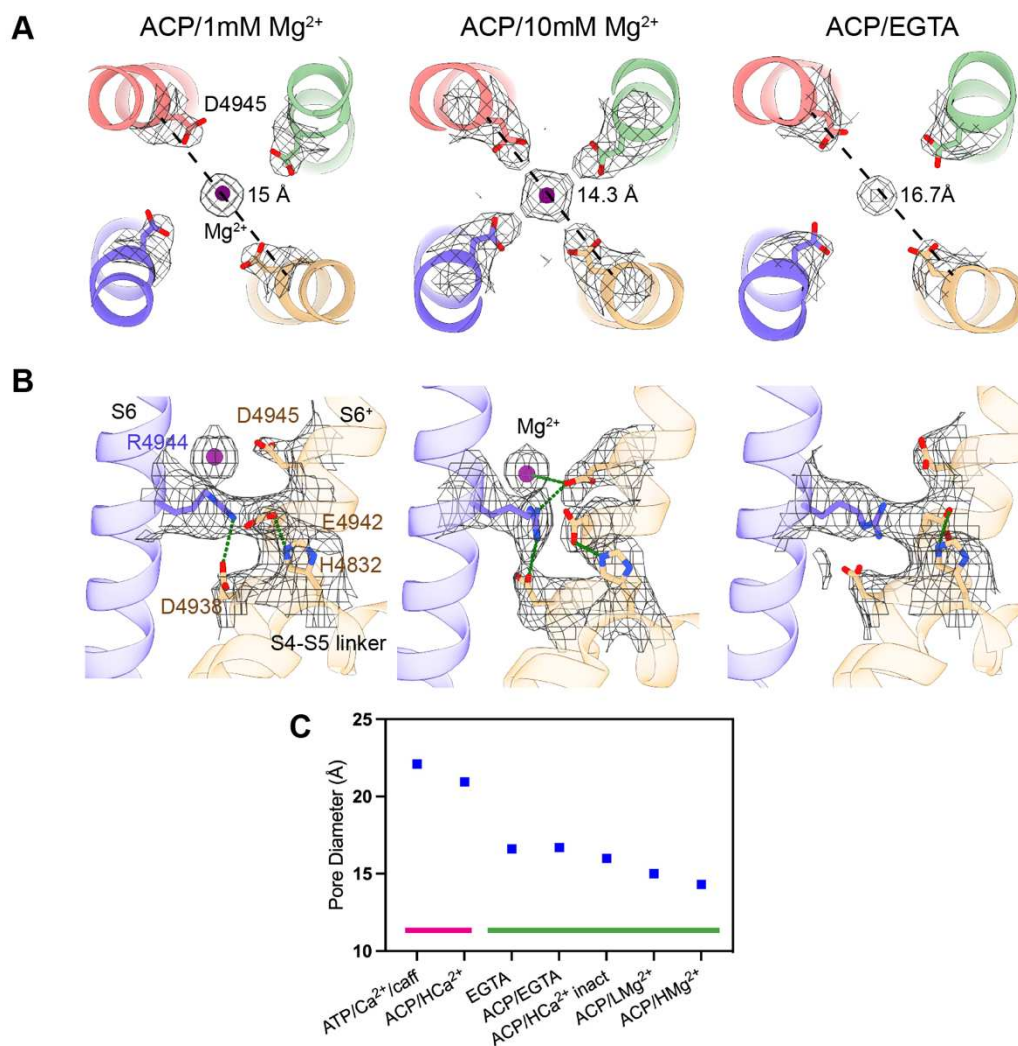 A
ACP/1mM Mg²⁺
ACP/10mM Mg²⁺
ACP/EGTA
D4945
15 Å
Mg²⁺
14.3 Å
16.7Å
B
S6
D4945
S6⁺
R4944
E4942
H4832
D4938
S4-S5 linker
Mg²⁺
C
Pore Diameter (Å)
25
20
15
10
ATP/Ca²⁺/caff
ACP/HCa²⁺
EGTA
ACP/EGTA
ACP/HCa²⁺ inact
ACP/LMg²⁺
ACP/HMg²⁺